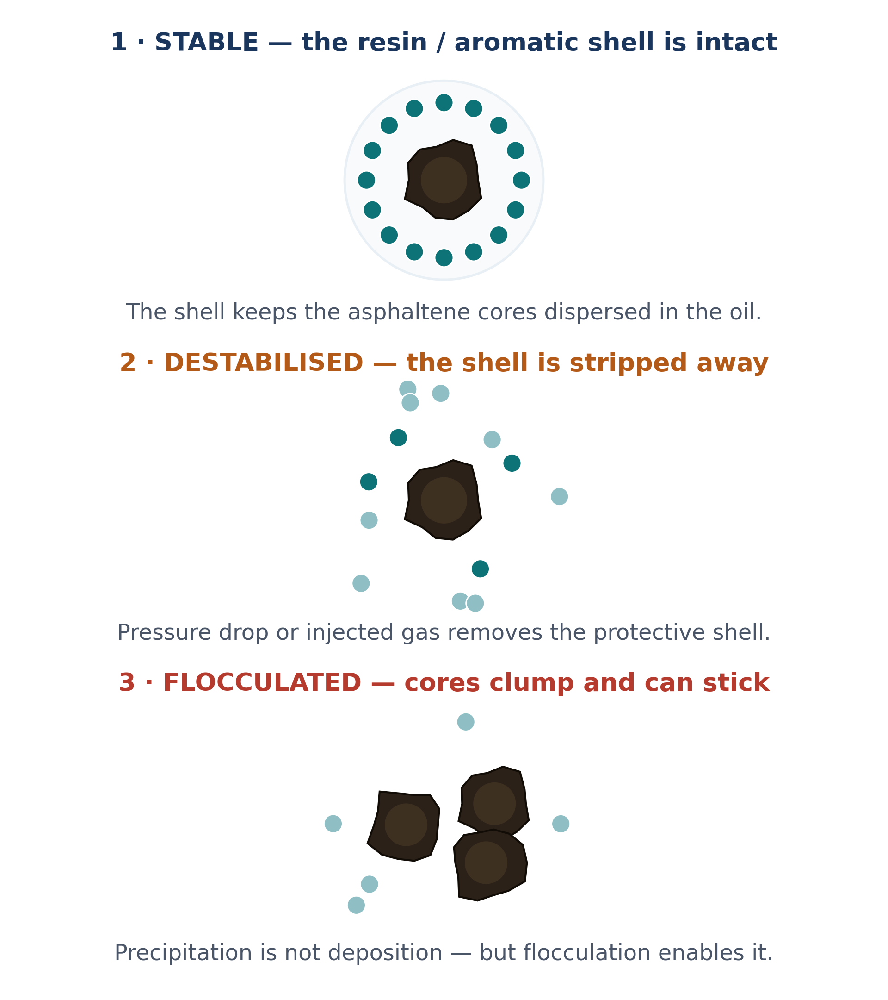 1 · STABLE — the resin / aromatic shell is intact
The shell keeps the asphaltene cores dispersed in the oil.
2 · DESTABILISED — the shell is stripped away
Pressure drop or injected gas removes the protective shell.
3 · FLOCCULATED — cores clump and can stick
Precipitation is not deposition — but flocculation enables it.